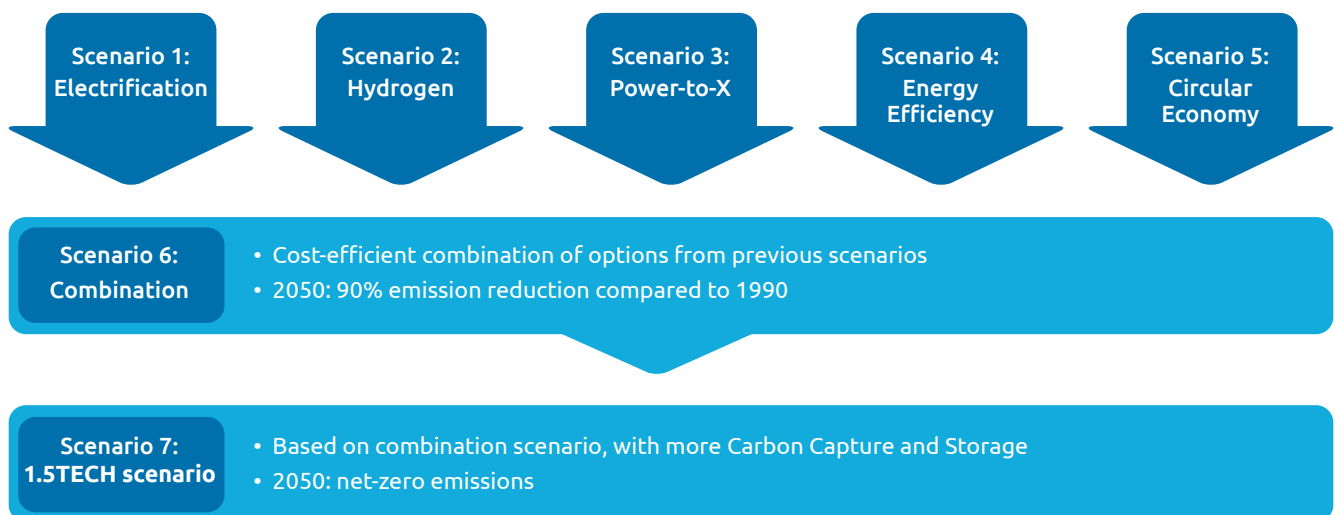 Scenario 1:
Electrification
Scenario 2:
Hydrogen
Scenario 3:
Power-to-X
Scenario 4:
Energy
Efficiency
Scenario 5:
Circular
Economy
Scenario 6:
Combination
• Cost-efficient combination of options from previous scenarios
• 2050: 90% emission reduction compared to 1990
Scenario 7:
1.5TECH scenario
• Based on combination scenario, with more Carbon Capture and Storage
• 2050: net-zero emissions